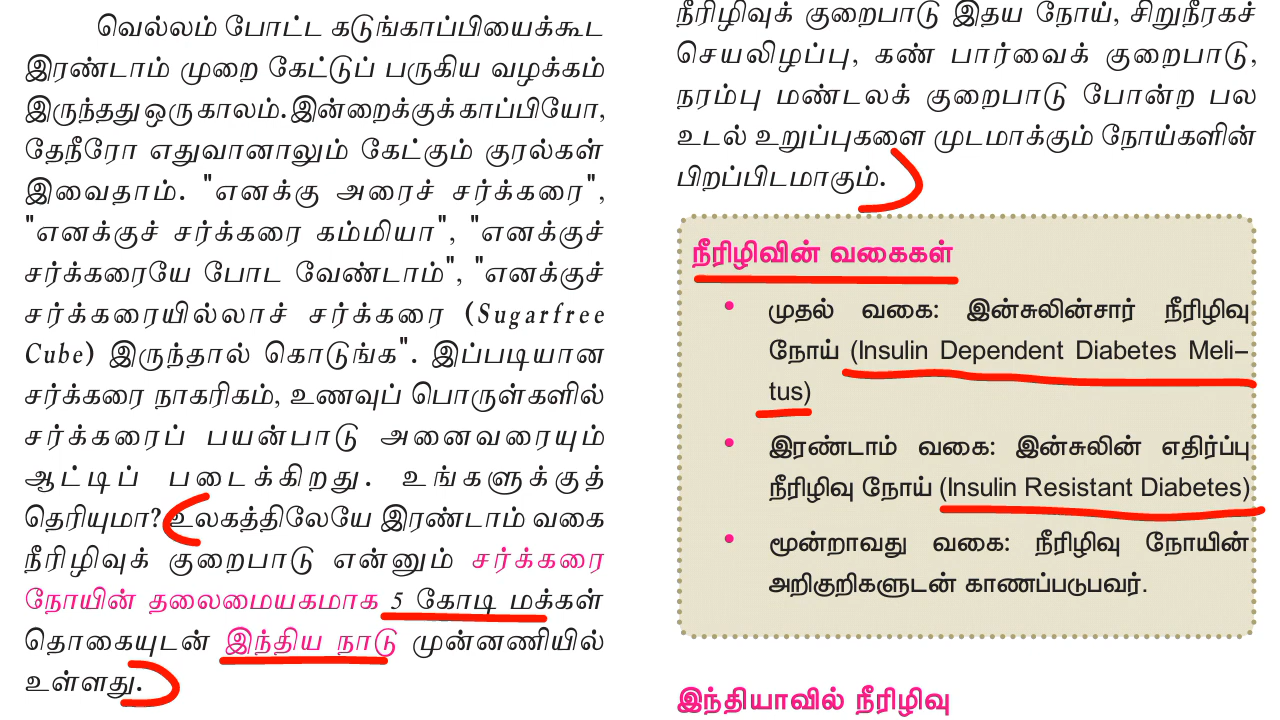 வெல்லம் போட்ட கடுங்காப்பியைக்கூட
இரண்டாம் முறை கேட்டுப் பருகிய வழக்கம்
இருந்தது ஒரு காலம். இன்றைக்குக் காப்பியோ,
தேநீரோ எதுவானாலும் கேட்கும் குரல்கள்
இவைதாம். "எனக்கு அரைச் சர்க்கரை",
"எனக்குச் சர்க்கரை கம்மியா", "எனக்குச்
சர்க்கரையே போட வேண்டாம்", "எனக்குச்
சர்க்கரையில்லாச் சர்க்கரை (Sugarfree
Cube) இருந்தால் கொடுங்க". இப்படியான
சர்க்கரை நாகரிகம், உணவுப் பொருள்களில்
சர்க்கரைப் பயன்பாடு அனைவரையும்
ஆட்டிப் படைக்கிறது. உங்களுக்குத்
தெரியுமா? உலகத்திலேயே இரண்டாம் வகை
நீரிழிவுக் குறைபாடு என்னும் சர்க்கரை
நோயின் தலைமையகமாக 5 கோடி மக்கள்
தொகையுடன் இந்திய நாடு முன்னணியில்
உள்ளது.
நீரிழிவுக் குறைபாடு இதய நோய், சிறுநீரகச்
செயலிழப்பு, கண் பார்வைக் குறைபாடு,
நரம்பு மண்டலக் குறைபாடு போன்ற பல
உடல் உறுப்புகளை முடமாக்கும் நோய்களின்
பிறப்பிடமாகும்.
நீரிழிவின் வகைகள்
• முதல் வகை: இன்சுலின்சார் நீரிழிவு
நோய் (Insulin Dependent Diabetes Meli–
tus)
• இரண்டாம் வகை: இன்சுலின் எதிர்ப்பு
நீரிழிவு நோய் (Insulin Resistant Diabetes)
• மூன்றாவது வகை: நீரிழிவு நோயின்
அறிகுறிகளுடன் காணப்படுபவர்.
இந்தியாவில் நீரிழிவு